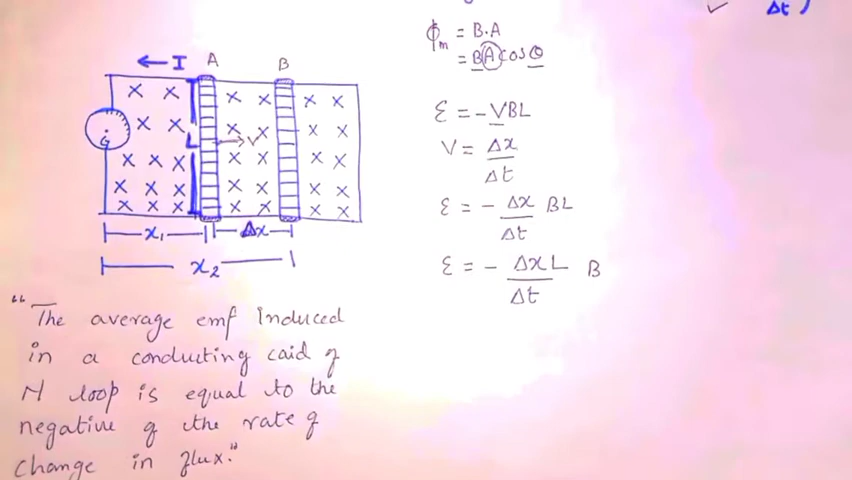 Δt )
ϕm = B.A
= BA cos θ
← I A B
G L → V
x₁ Δx
x₂
ε = -VBL
V = Δx/Δt
ε = - Δx/Δt BL
ε = - ΔxL/Δt B
"The average emf induced
in a conducting caid of
N loop is equal to the
negative of the rate of
change in flux."